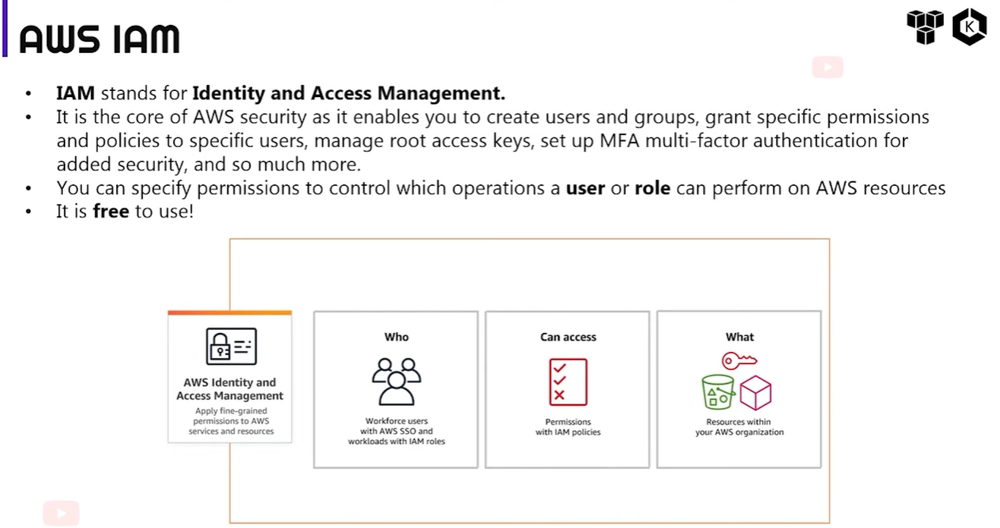 AWS IAM
K
• IAM stands for Identity and Access Management.
• It is the core of AWS security as it enables you to create users and groups, grant specific permissions
and policies to specific users, manage root access keys, set up MFA multi-factor authentication for
added security, and so much more.
• You can specify permissions to control which operations a user or role can perform on AWS resources
• It is free to use!
AWS Identity and
Access Management
Apply fine-grained
permissions to AWS
services and resources
Who
Workforce users
with AWS SSO and
workloads with IAM roles
Can access
Permissions
with IAM policies
What
Resources within
your AWS organization